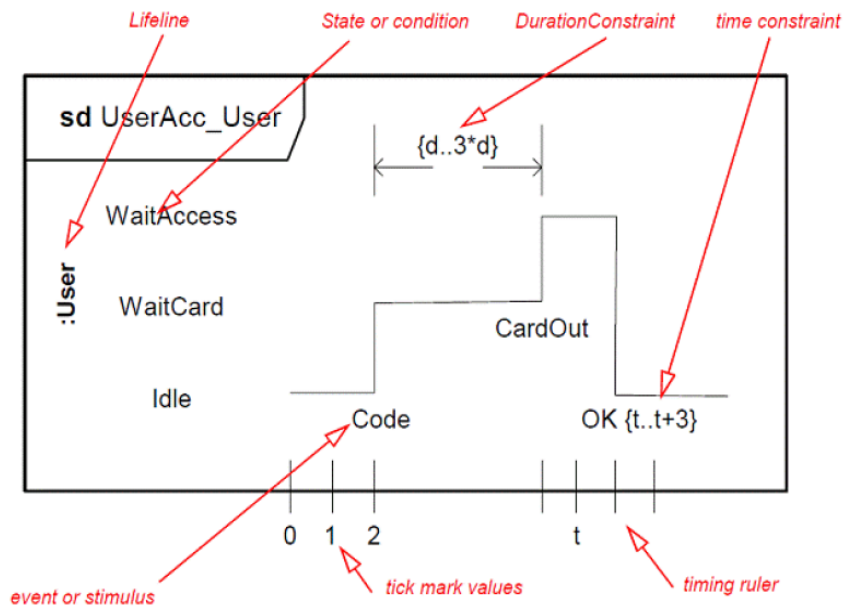 Lifeline
State or condition
DurationConstraint
time constraint
sd UserAcc_User
{d..3*d}
WaitAccess
:User
WaitCard
CardOut
Idle
Code
OK {t..t+3}
0 1 2 t
event or stimulus
tick mark values
timing ruler